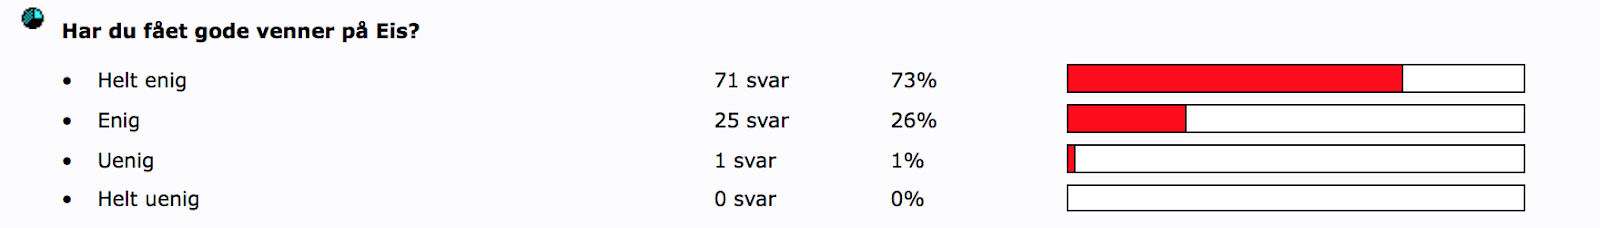 Har du fået gode venner på Eis?
• Helt enig 71 svar 73%
• Enig 25 svar 26%
• Uenig 1 svar 1%
• Helt uenig 0 svar 0%